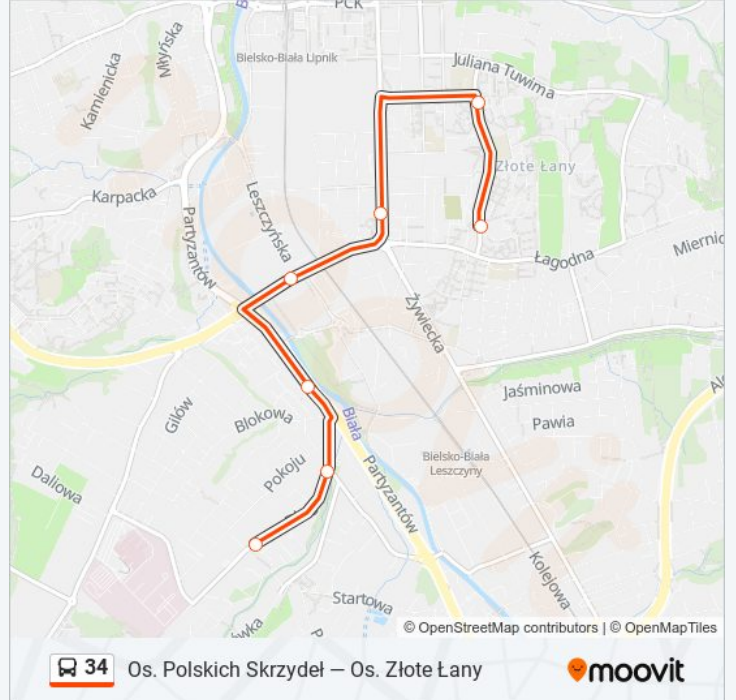 PCK
Bielsko-Biała Lipnik
Juliana Tuwima
Młyńska
Kamienicka
Złote Łany
Karpacka
Leszczyńska
Partyzantów
Łagodna
Żywiecka
Jaśminowa
Pawia
Gilów
Blokowa
Biała
Bielsko-Biała
Leszczyny
Pokoju
Partyzantów
Daliowa
Kolejowa
Startowa
© OpenStreetMap contributors | © OpenMapTiles
34 Os. Polskich Skrzydeł — Os. Złote Łany
moovit